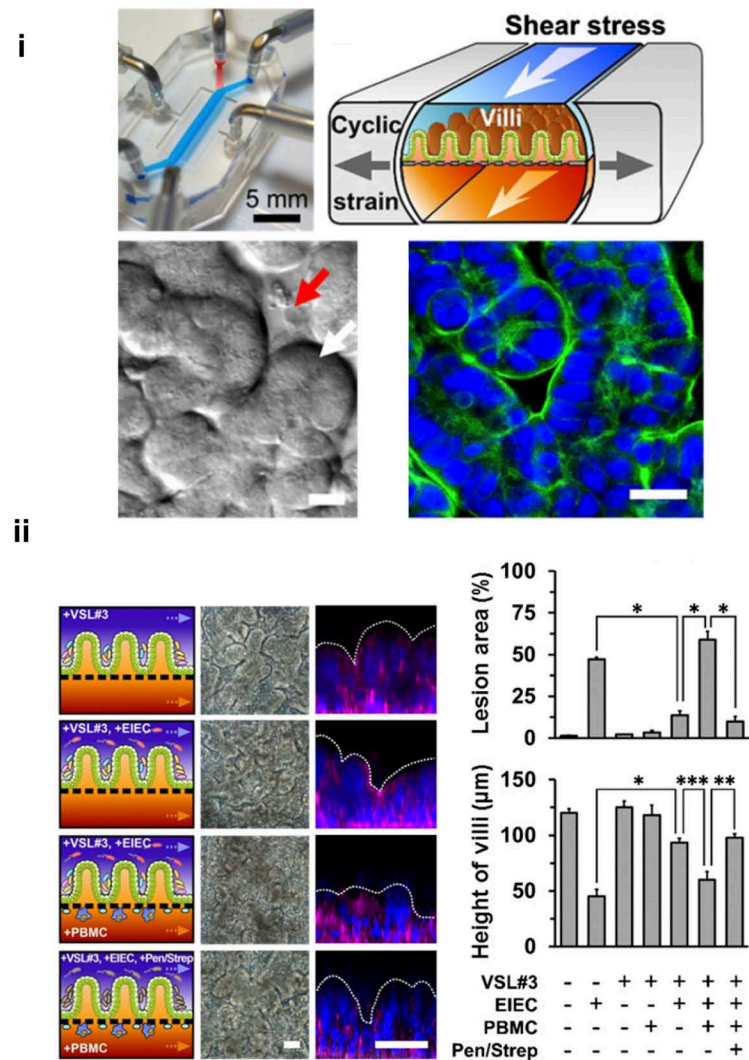 i
5 mm
Shear stress
Villi
Cyclic
strain
ii
+VSL#3
+VSL#3, +EIEC
+VSL#3, +EIEC
+PBMC
+VSL#3, +EIEC, +Pen/Strep
+PBMC
Lesion area (%)
100
75
50
25
0
* * *
Height of villi (µm)
150
100
50
0
* *** **
VSL#3 - - + + + + +
EIEC - + - - + + +
PBMC - - - + - + +
Pen/Strep - - - - - - +